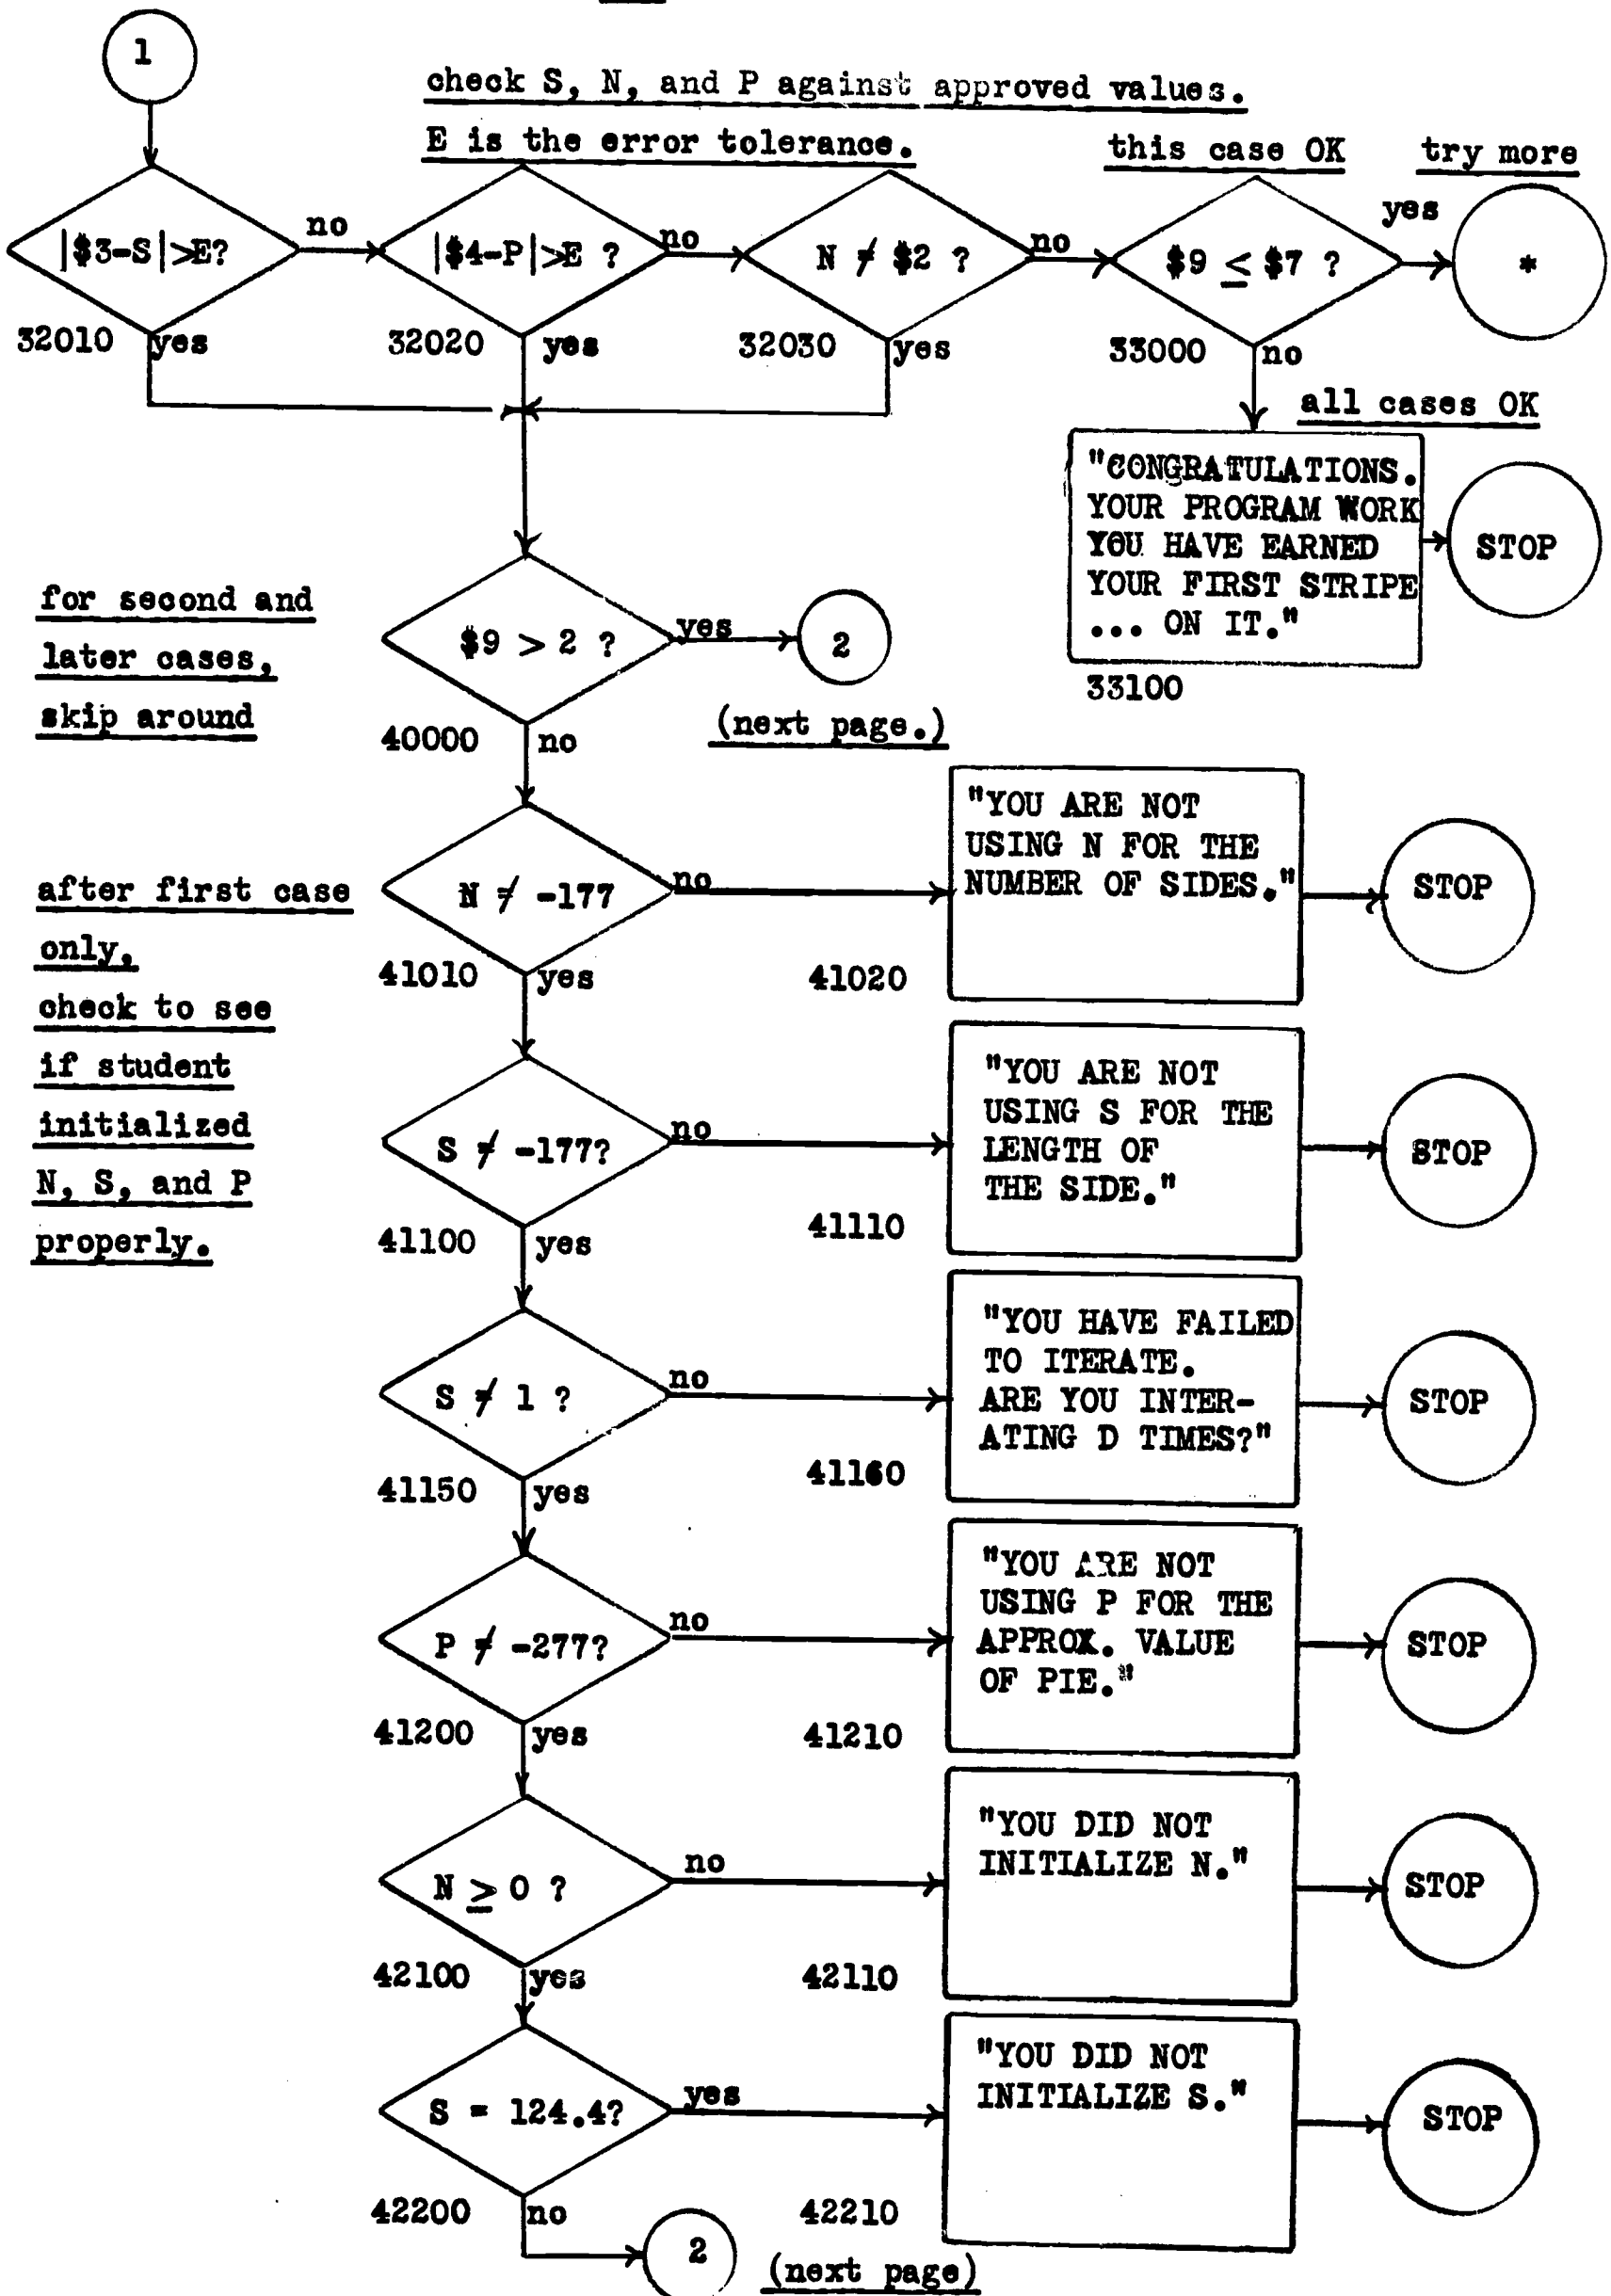 1
check S, N, and P against approved values.
E is the error tolerance.
this case OK
try more
|$3-S|>E?
no
|$4-P|>E ?
no
N ≠ $2 ?
no
$9 ≤ $7 ?
yes
*
32010
yes
32020
yes
32030
yes
33000
no
all cases OK
"CONGRATULATIONS.
YOUR PROGRAM WORK
YOU HAVE EARNED
YOUR FIRST STRIPE
... ON IT."
STOP
33100
for second and
later cases,
skip around
$9 > 2 ?
yes
2
(next page.)
40000
no
after first case
only.
check to see
if student
initialized
N, S, and P
properly.
N ≠ -177
no
"YOU ARE NOT
USING N FOR THE
NUMBER OF SIDES."
STOP
41010
yes
41020
S ≠ -177?
no
"YOU ARE NOT
USING S FOR THE
LENGTH OF
THE SIDE."
STOP
41100
yes
41110
S ≠ 1 ?
no
"YOU HAVE FAILED
TO ITERATE.
ARE YOU INTER-
ATING D TIMES?"
STOP
41150
yes
41160
P ≠ -277?
no
"YOU ARE NOT
USING P FOR THE
APPROX. VALUE
OF PIE."
STOP
41200
yes
41210
N ≥ 0 ?
no
"YOU DID NOT
INITIALIZE N."
STOP
42100
yes
42110
S = 124.4?
yes
"YOU DID NOT
INITIALIZE S."
STOP
42200
no
42210
2
(next page)